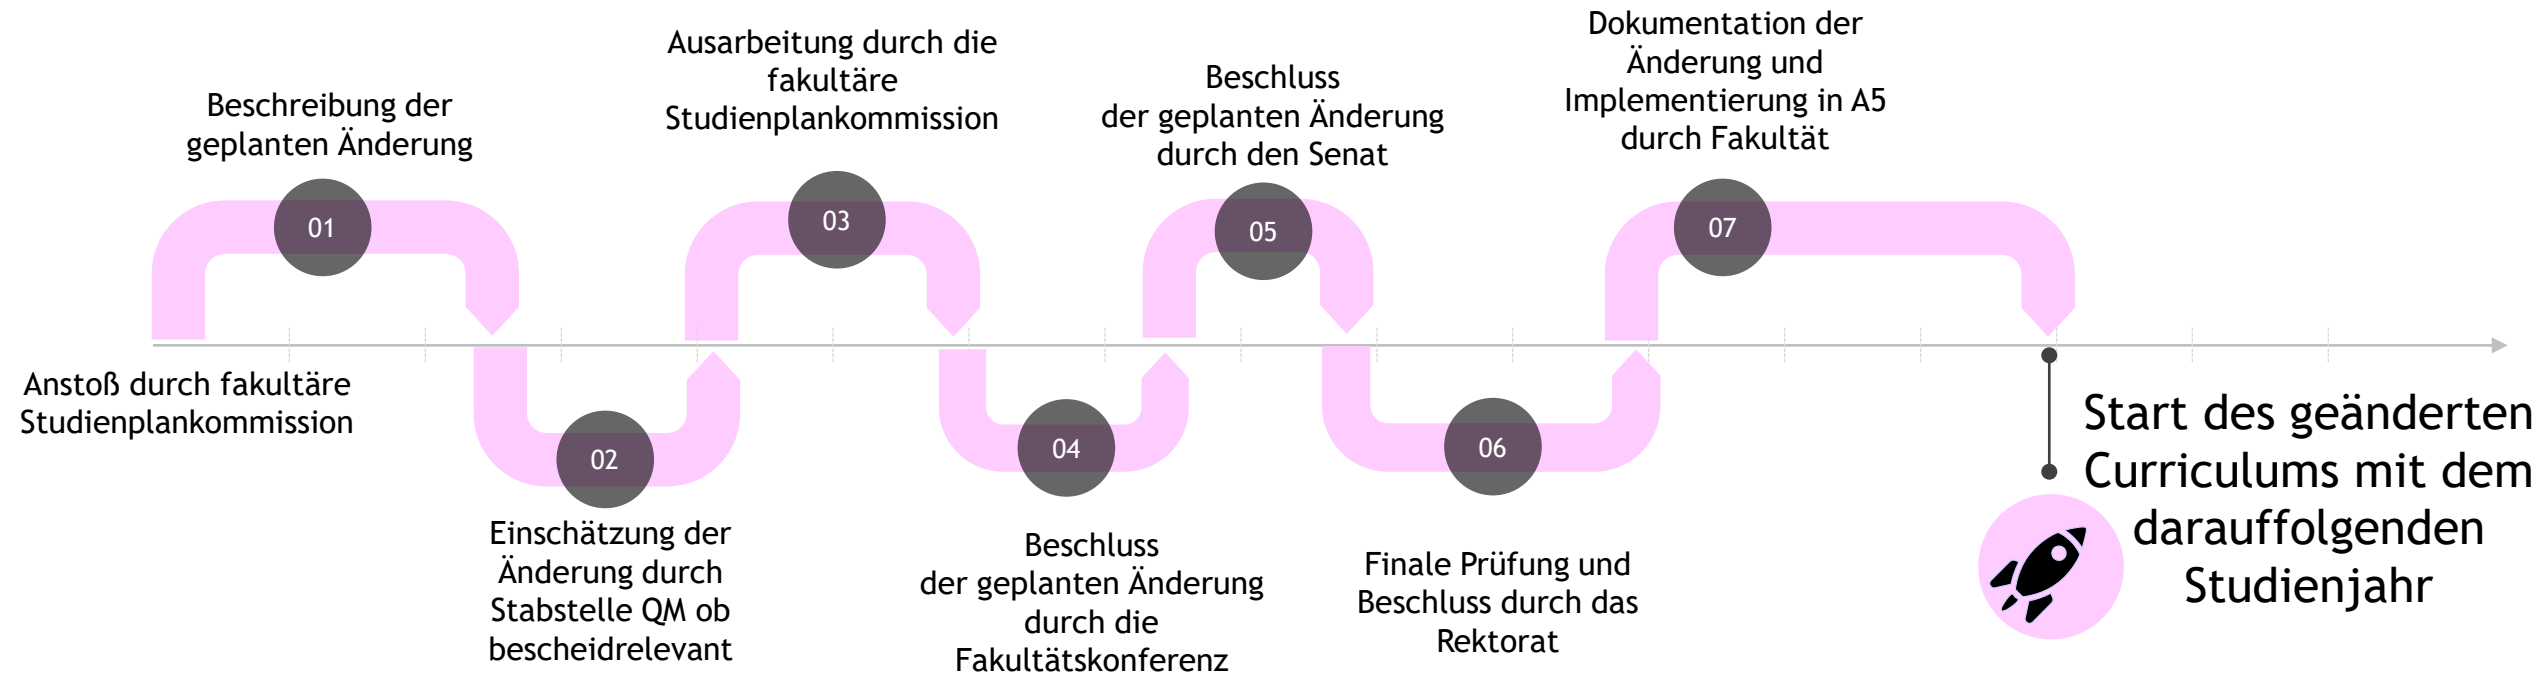 Anstoß durch fakultäre
Studienplankommission
Beschreibung der
geplanten Änderung
01
02
Einschätzung der
Änderung durch
Stabstelle QM ob
bescheidrelevant
Ausarbeitung durch die
fakultäre
Studienplankommission
03
04
Beschluss
der geplanten Änderung
durch die
Fakultätskonferenz
Beschluss
der geplanten Änderung
durch den Senat
05
06
Finale Prüfung und
Beschluss durch das
Rektorat
Dokumentation der
Änderung und
Implementierung in A5
durch Fakultät
07
Start des geänderten
Curriculums mit dem
darauffolgenden
Studienjahr